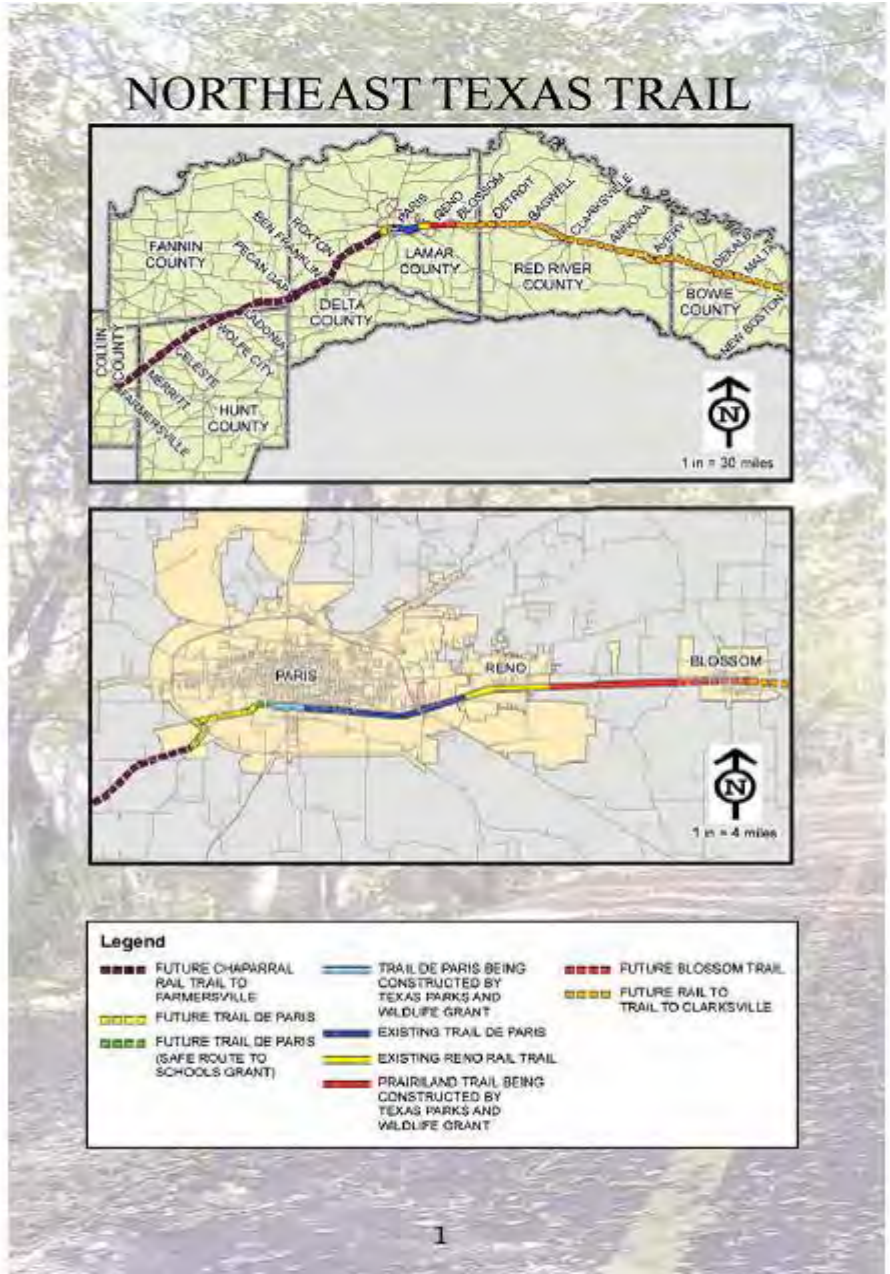 NORTHEAST TEXAS TRAIL
FANNIN
COUNTY
PECAN GAP
BEN FRANKLIN
ROXTON
PARIS
RENO
BLOSSOM
DETROIT
BAGWELL
CLARKSVILLE
ANNONA
AVERY
DEKALB
MALTA
LAMAR
COUNTY
RED RIVER
COUNTY
BOWIE
COUNTY
NEW BOSTON
DELTA
COUNTY
COLLIN
COUNTY
LADONIA
WOLFE CITY
CELESTE
MERRITT
FARMERSVILLE
HUNT
COUNTY
N
1 in = 30 miles
PARIS
RENO
BLOSSOM
N
1 in = 4 miles
Legend
FUTURE CHAPARRAL
RAIL TRAIL TO
FARMERSVILLE
FUTURE TRAIL DE PARIS
FUTURE TRAIL DE PARIS
(SAFE ROUTE TO
SCHOOLS GRANT)
TRAIL DE PARIS BEING
CONSTRUCTED BY
TEXAS PARKS AND
WILDLIFE GRANT
EXISTING TRAIL DE PARIS
EXISTING RENO RAIL TRAIL
PRAIRILAND TRAIL BEING
CONSTRUCTED BY
TEXAS PARKS AND
WILDLIFE GRANT
FUTURE BLOSSOM TRAIL
FUTURE RAIL TO
TRAIL TO CLARKSVILLE
1